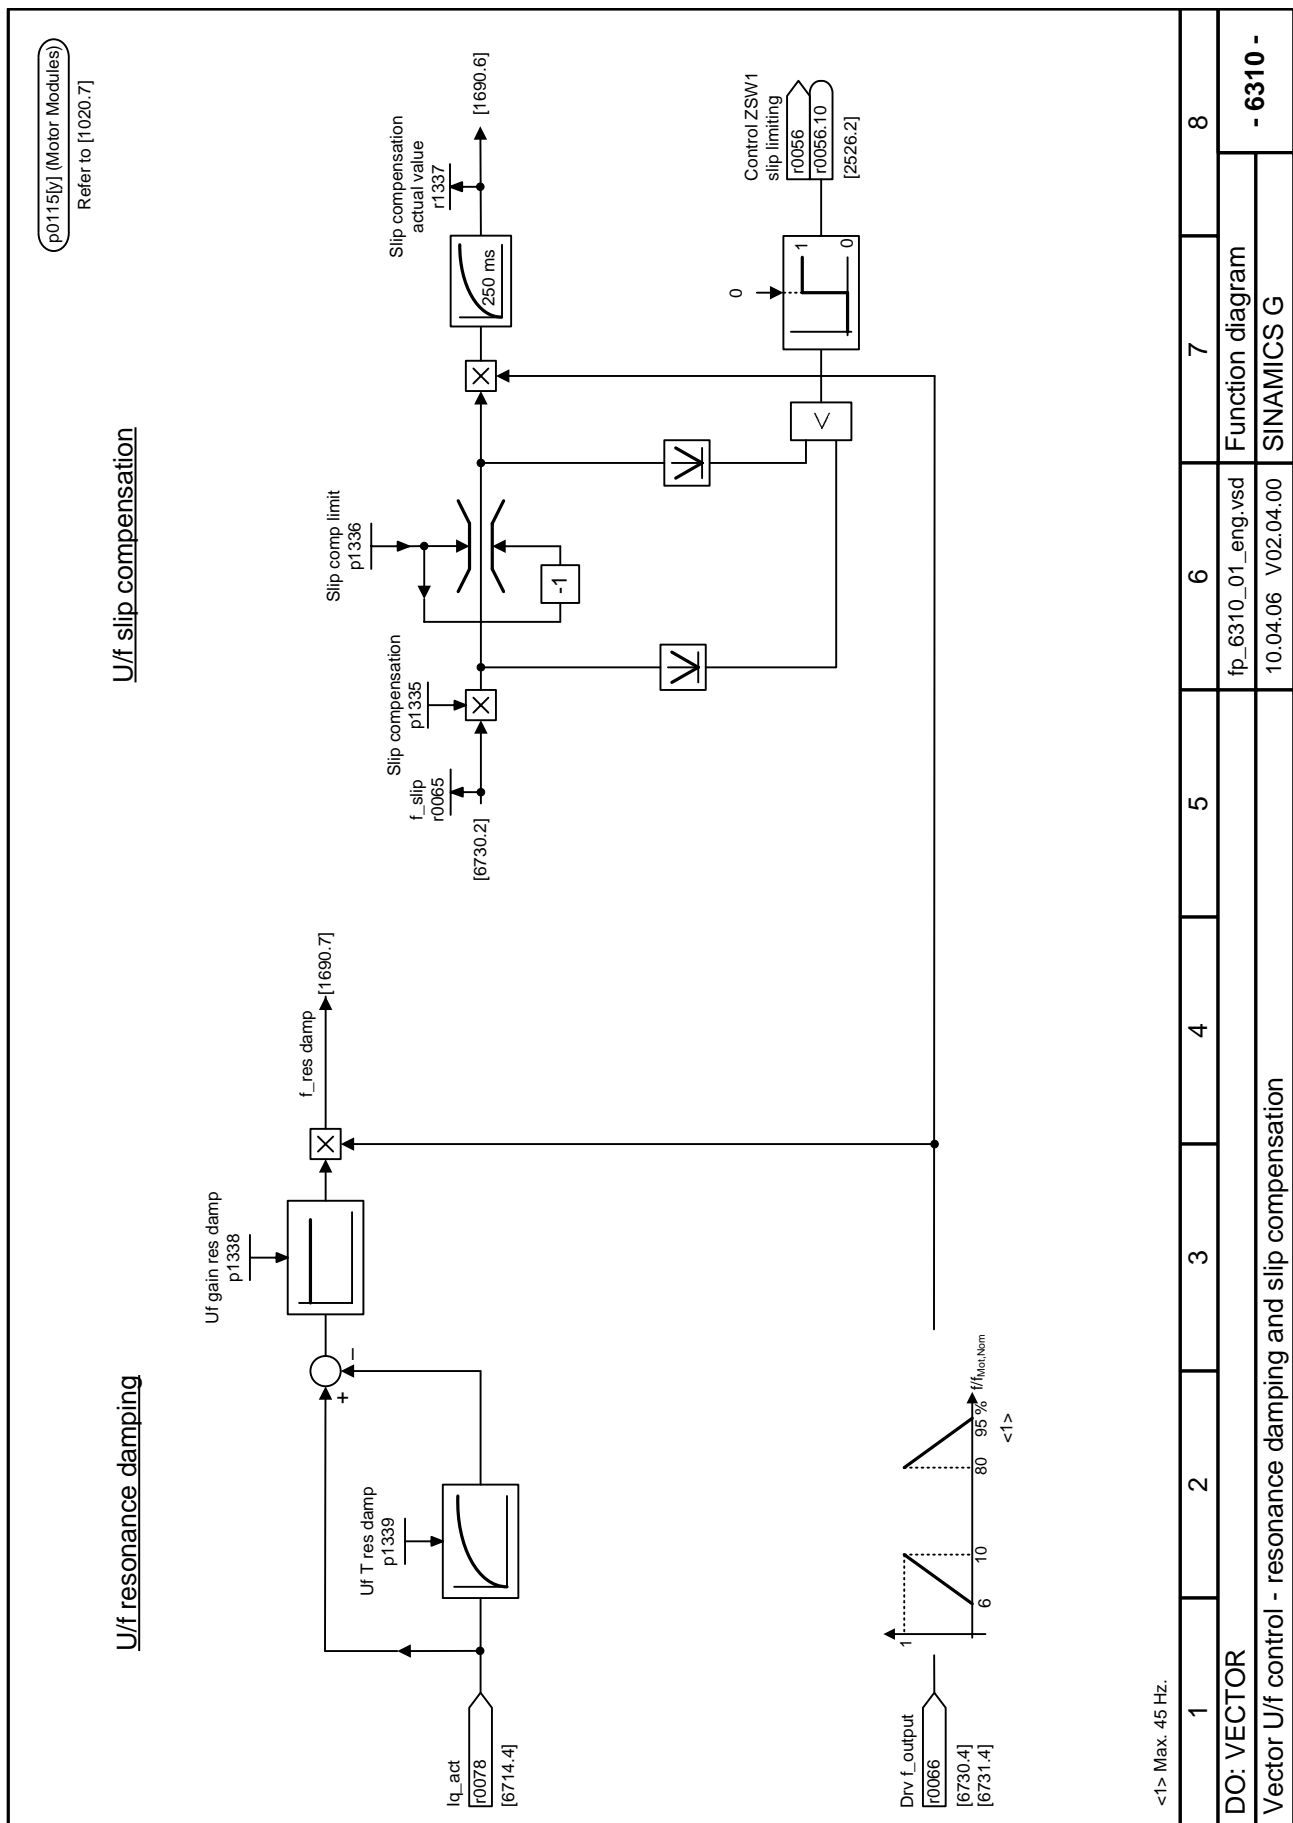 p0115[y] (Motor Modules)
Refer to [1020.7]
U/f resonance damping
U/f slip compensation
Uf gain res damp
p1338
f_res damp
[1690.7]
+
–
Uf T res damp
p1339
Iq_act
r0078
[6714.4]
Slip comp limit
p1336
Slip compensation
p1335
f_slip
r0065
[6730.2]
-1
250 ms
Slip compensation
actual value
r1337
[1690.6]
<
0
1
0
Control ZSW1
slip limiting
r0056
r0056.10
[2526.2]
Drv f_output
r0066
[6730.4]
[6731.4]
1
6
10
80
95 %
f/fMot,Nom
<1>
<1> Max. 45 Hz.
1
2
3
4
5
6
7
8
DO: VECTOR
fp_6310_01_eng.vsd
Function diagram
- 6310 -
Vector U/f control - resonance damping and slip compensation
10.04.06 V02.04.00
SINAMICS G